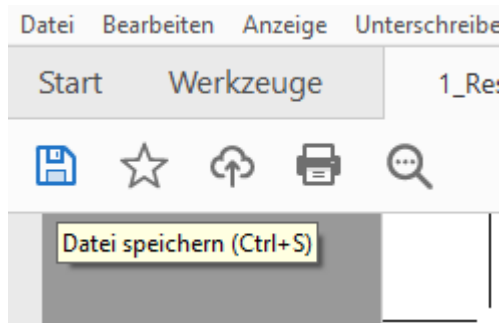 Datei Bearbeiten Anzeige
Start Werkzeuge
Datei speichern (Ctrl+S)